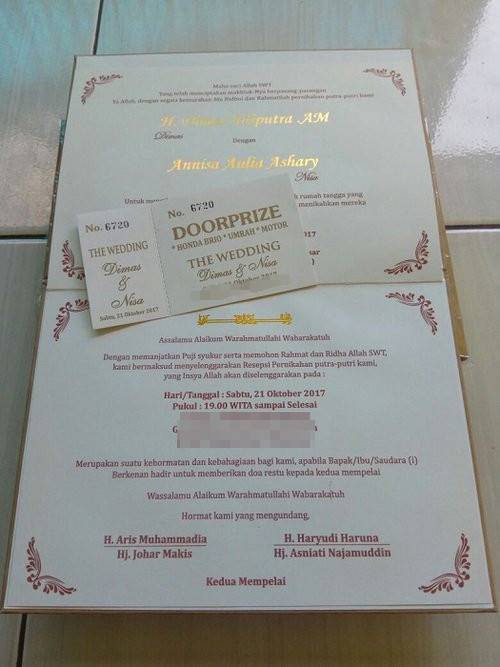 Maha suci Allah SWT
Yang telah menciptakan makhluk-Nya berpasang-pasangan
Ya Allah, dengan segala kemurahan-Mu Ridhoi dan Rahmatilah pernikahan putra-putri kami
H. AM
Dimas
Dengan
Annisa Aulia Ashary
Nisa
Untuk rumah tangga yang
menikahkan mereka
2017
No. 6720
THE WEDDING
Dimas
&
Nisa
Sabtu, 21 Oktober 2017
No. 6720
DOORPRIZE
* HONDA BRIO * UMRAH * MOTOR
THE WEDDING
Dimas
& Nisa
21 Oktober 2017
Assalamu Alaikum Warahmatullahi Wabarakatuh
Dengan memanjatkan Puji syukur serta memohon Rahmat dan Ridha Allah SWT,
kami bermaksud menyelenggarakan Resepsi Pernikahan putra-putri kami,
yang Insya Allah akan diselenggarakan pada :
Hari/Tanggal : Sabtu, 21 Oktober 2017
Pukul : 19.00 WITA sampai Selesai
Merupakan suatu kehormatan dan kebahagiaan bagi kami, apabila Bapak/Ibu/Saudara (i)
Berkenan hadir untuk memberikan doa restu kepada kedua mempelai
Wassalamu Alaikum Warahmatullahi Wabarakatuh
Hormat kami yang mengundang,
H. Aris Muhammadia
Hj. Johar Makis
H. Haryudi Haruna
Hj. Asniati Najamuddin
Kedua Mempelai